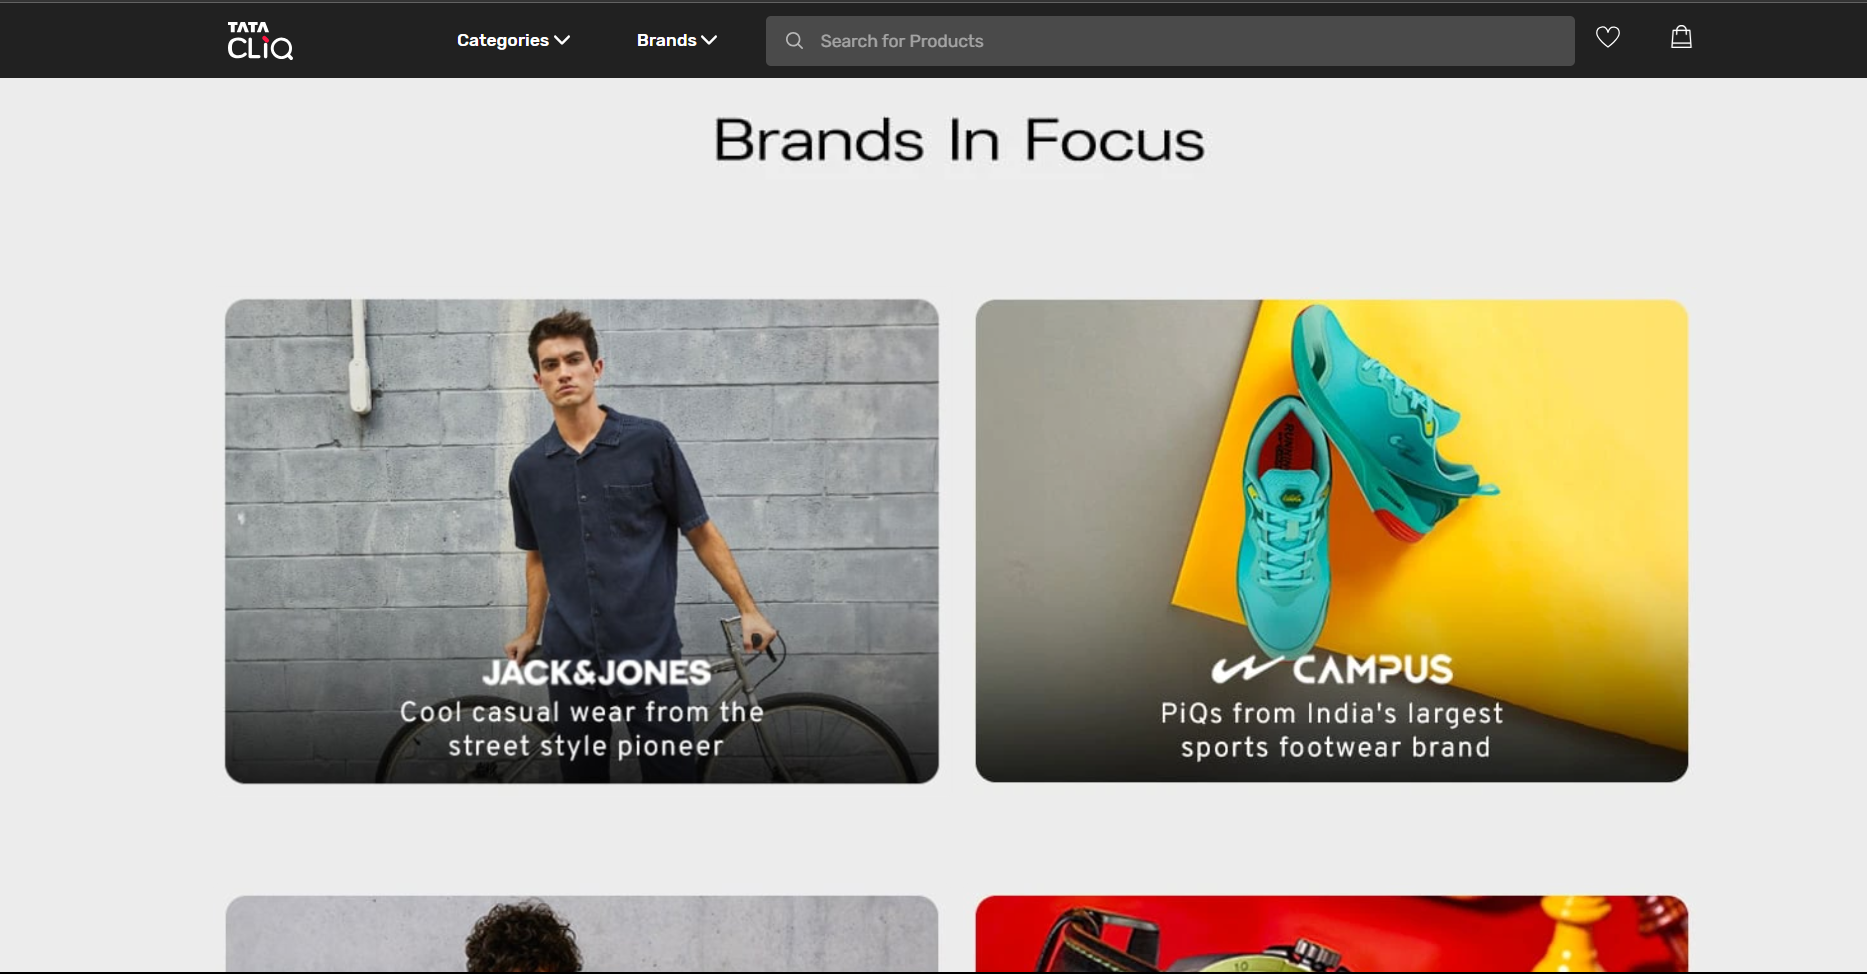 TATA
CLiQ
Categories
Brands
Search for Products
Brands In Focus
JACK&JONES
Cool casual wear from the
street style pioneer
CAMPUS
PiQs from India's largest
sports footwear brand
10